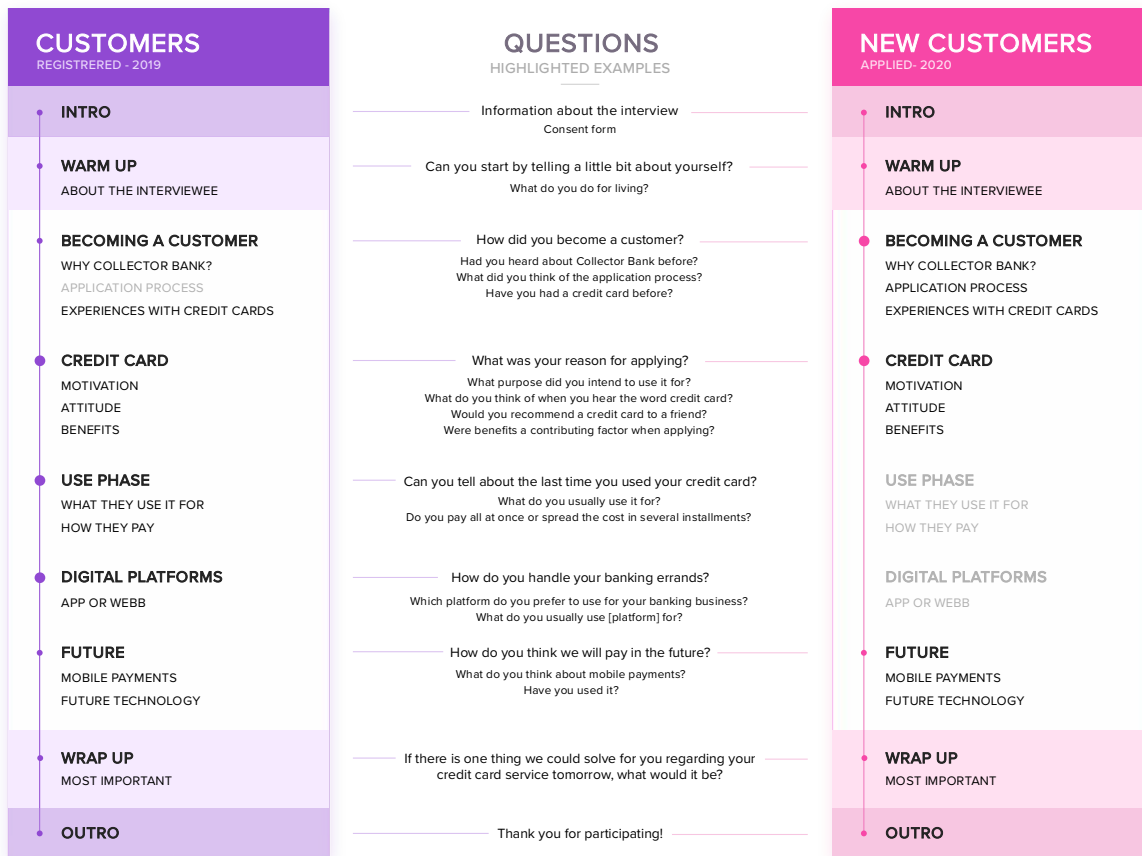 CUSTOMERS
REGISTRERED - 2019
INTRO
WARM UP
ABOUT THE INTERVIEWEE
BECOMING A CUSTOMER
WHY COLLECTOR BANK?
APPLICATION PROCESS
EXPERIENCES WITH CREDIT CARDS
CREDIT CARD
MOTIVATION
ATTITUDE
BENEFITS
USE PHASE
WHAT THEY USE IT FOR
HOW THEY PAY
DIGITAL PLATFORMS
APP OR WEBB
FUTURE
MOBILE PAYMENTS
FUTURE TECHNOLOGY
WRAP UP
MOST IMPORTANT
OUTRO
QUESTIONS
HIGHLIGHTED EXAMPLES
Information about the interview
Consent form
Can you start by telling a little bit about yourself?
What do you do for living?
How did you become a customer?
Had you heard about Collector Bank before?
What did you think of the application process?
Have you had a credit card before?
What was your reason for applying?
What purpose did you intend to use it for?
What do you think of when you hear the word credit card?
Would you recommend a credit card to a friend?
Were benefits a contributing factor when applying?
Can you tell about the last time you used your credit card?
What do you usually use it for?
Do you pay all at once or spread the cost in several installments?
How do you handle your banking errands?
Which platform do you prefer to use for your banking business?
What do you usually use [platform] for?
How do you think we will pay in the future?
What do you think about mobile payments?
Have you used it?
If there is one thing we could solve for you regarding your
credit card service tomorrow, what would it be?
Thank you for participating!
NEW CUSTOMERS
APPLIED- 2020
INTRO
WARM UP
ABOUT THE INTERVIEWEE
BECOMING A CUSTOMER
WHY COLLECTOR BANK?
APPLICATION PROCESS
EXPERIENCES WITH CREDIT CARDS
CREDIT CARD
MOTIVATION
ATTITUDE
BENEFITS
USE PHASE
WHAT THEY USE IT FOR
HOW THEY PAY
DIGITAL PLATFORMS
APP OR WEBB
FUTURE
MOBILE PAYMENTS
FUTURE TECHNOLOGY
WRAP UP
MOST IMPORTANT
OUTRO